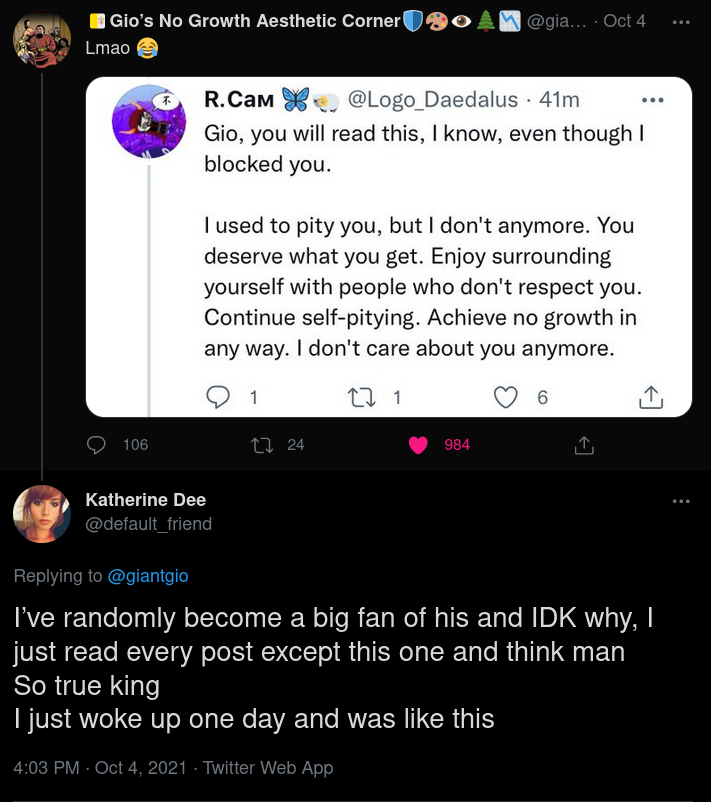 Gio’s No Growth Aesthetic Corner🛡️🎨👁️🌲📉 @gia... · Oct 4
Lmao 😂
R.Cам 🦋🐏 @Logo_Daedalus · 41m
不
Gio, you will read this, I know, even though I
blocked you.
I used to pity you, but I don't anymore. You
deserve what you get. Enjoy surrounding
yourself with people who don't respect you.
Continue self-pitying. Achieve no growth in
any way. I don't care about you anymore.
1 1 6
106 24 984
Katherine Dee
@default_friend
Replying to @giantgio
I’ve randomly become a big fan of his and IDK why, I
just read every post except this one and think man
So true king
I just woke up one day and was like this
4:03 PM · Oct 4, 2021 · Twitter Web App